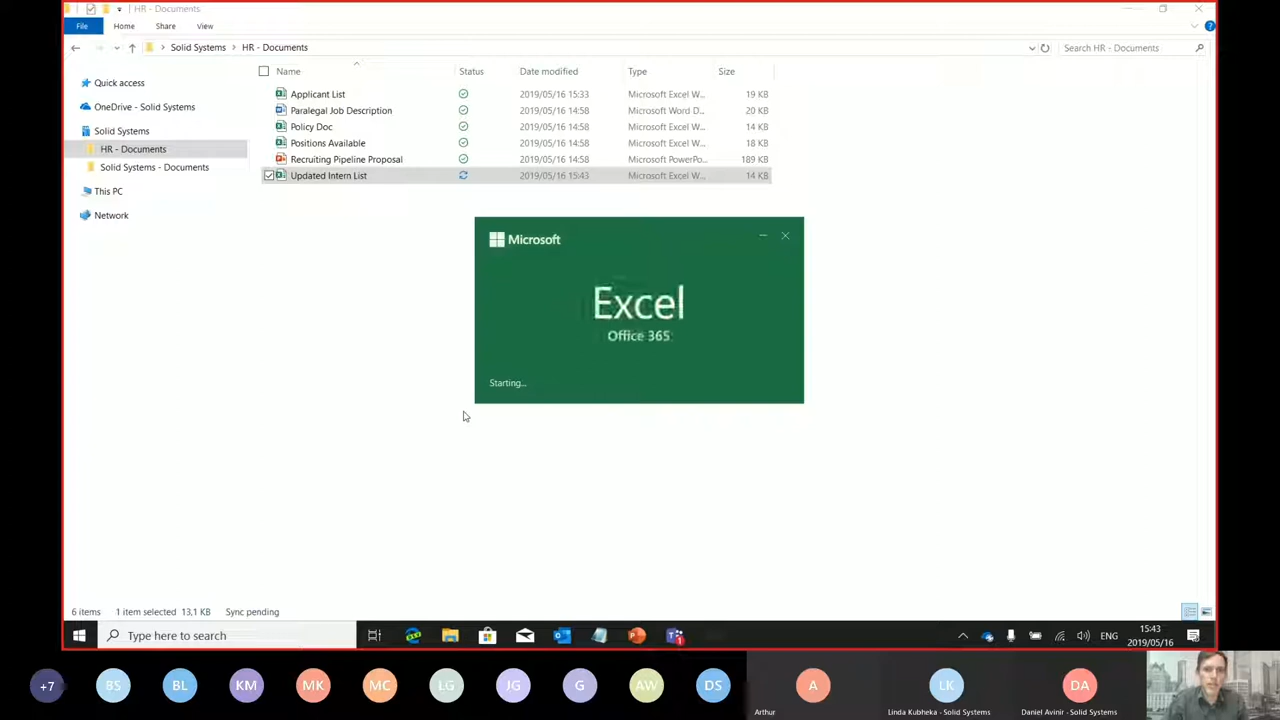 HR - Documents
File
Home
Share
View
Solid Systems
HR - Documents
Search HR - Documents
Name
Status
Date modified
Type
Size
Quick access
OneDrive - Solid Systems
Solid Systems
HR - Documents
Solid Systems - Documents
This PC
Network
Applicant List 2019/05/16 15:33 Microsoft Excel W... 19 KB
Paralegal Job Description 2019/05/16 14:58 Microsoft Word D... 20 KB
Policy Doc 2019/05/16 14:58 Microsoft Excel W... 14 KB
Positions Available 2019/05/16 14:58 Microsoft Excel W... 18 KB
Recruiting Pipeline Proposal 2019/05/16 14:58 Microsoft PowerPo... 189 KB
Updated Intern List 2019/05/16 15:43 Microsoft Excel W... 14 KB
Microsoft
Excel
Office 365
Starting...
6 items 1 item selected 13,1 KB Sync pending
Type here to search
ENG
15:43
2019/05/16
+7
BS
BL
KM
MK
MC
LG
JG
G
AW
DS
A
LK
DA
Arthur
Linda Kubheka - Solid Systems
Daniel Avinir - Solid Systems